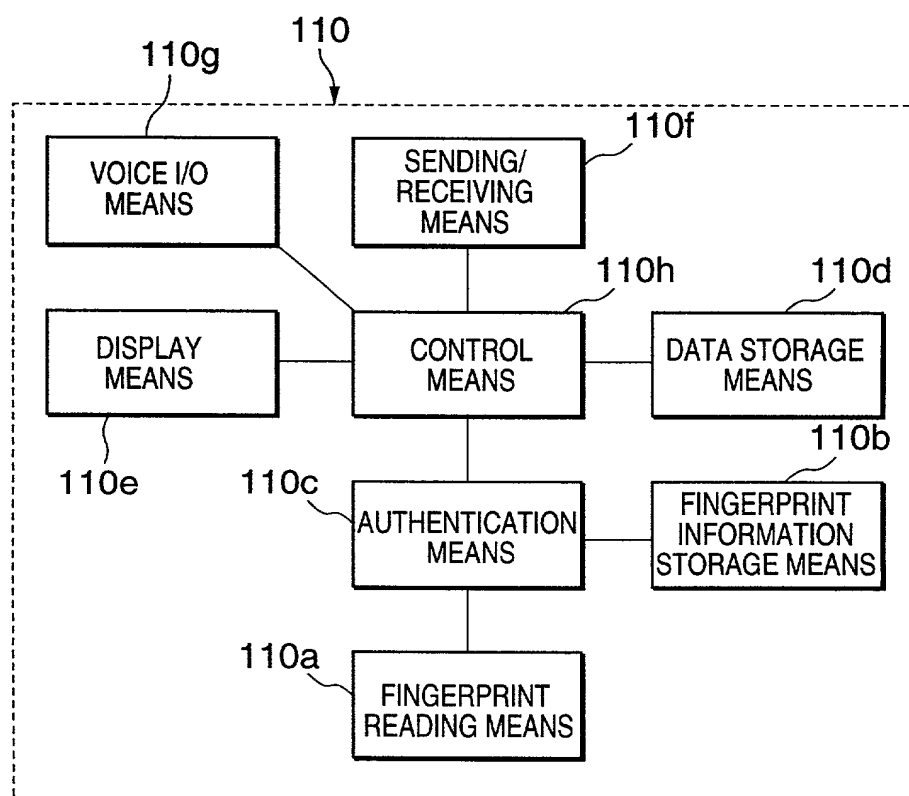 110
110g
110f
VOICE I/O
MEANS
SENDING/
RECEIVING
MEANS
110h
110d
DISPLAY
MEANS
CONTROL
MEANS
DATA STORAGE
MEANS
110e
110c
110b
AUTHENTICATION
MEANS
FINGERPRINT
INFORMATION
STORAGE MEANS
110a
FINGERPRINT
READING MEANS